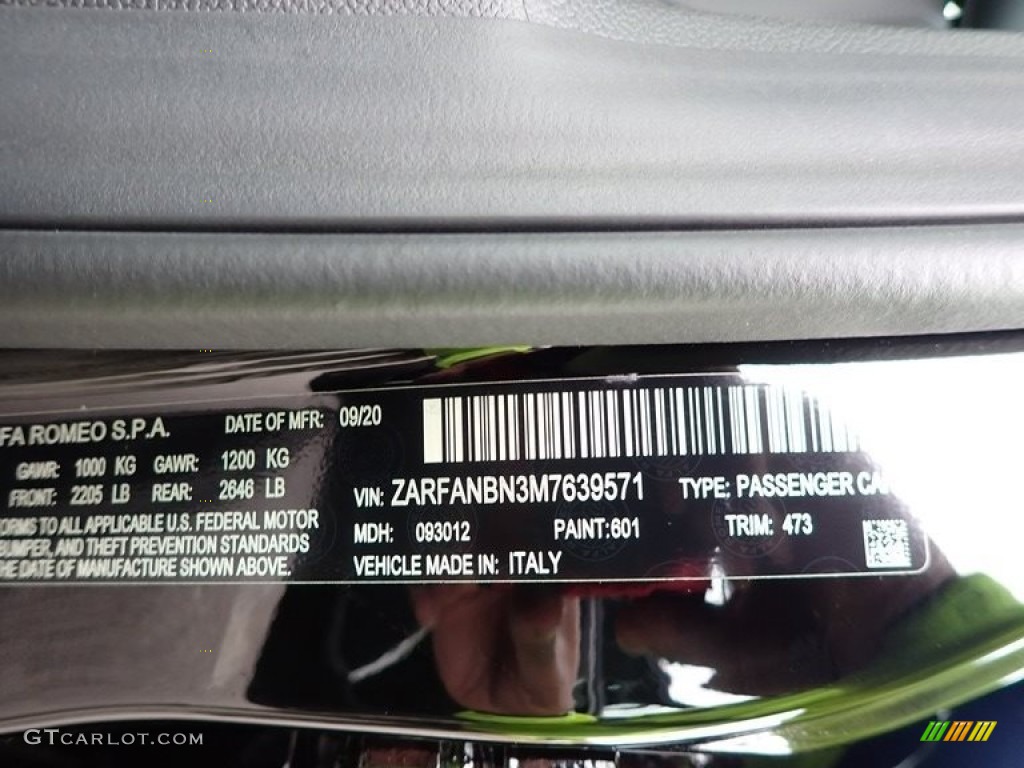 FA ROMEO S.P.A. DATE OF MFR: 09/20
GAWR: 1000 KG GAWR: 1200 KG
FRONT: 2205 LB REAR: 2646 LB
TO ALL APPLICABLE U.S. FEDERAL MOTOR
BUMPER, AND THEFT PREVENTION STANDARDS
THE DATE OF MANUFACTURE SHOWN ABOVE.
VIN: ZARFANBN3M7639571 TYPE: PASSENGER CA
MDH: 093012 PAINT:601 TRIM: 473
VEHICLE MADE IN: ITALY
GTCARLOT.COM